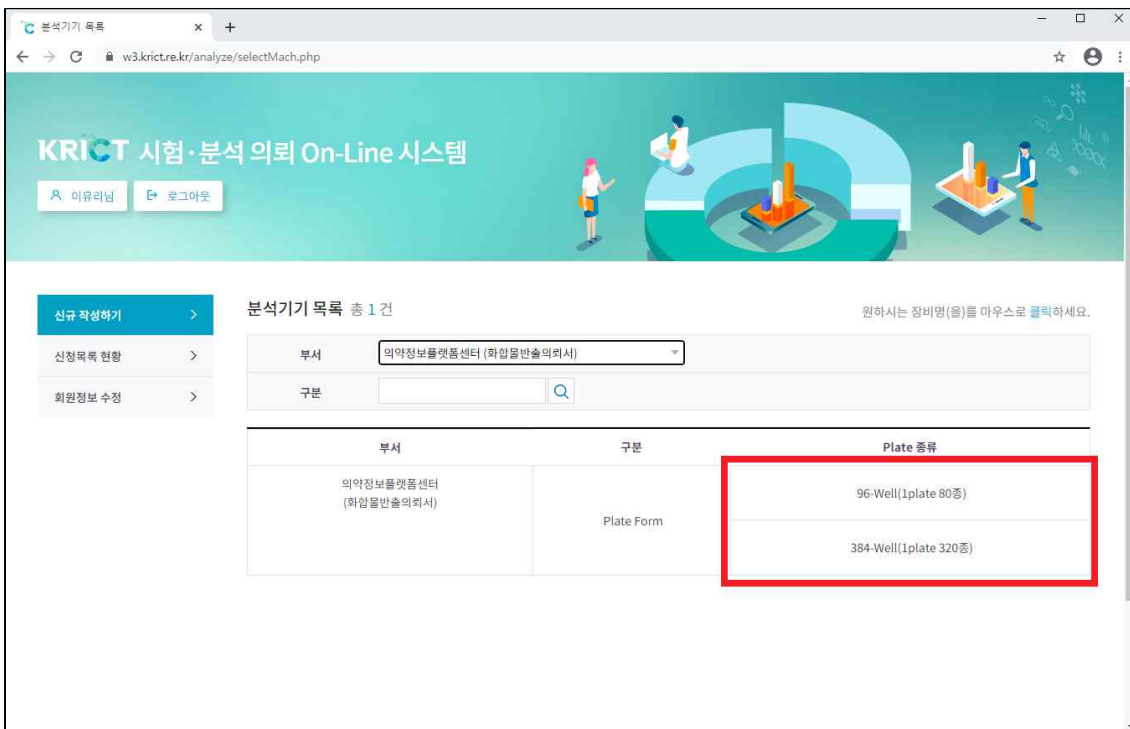 분석기기 목록
w3.krict.re.kr/analyze/selectMach.php
KRICT 시험·분석 의뢰 On-Line 시스템
이유리님 로그아웃
신규 작성하기
신청목록 현황
회원정보 수정
분석기기 목록 총 1 건
원하시는 장비명(을)를 마우스로 클릭하세요.
부서 의약정보플랫폼센터 (화합물반출의뢰서)
구분
부서 구분 Plate 종류
의약정보플랫폼센터
(화합물반출의뢰서)
Plate Form
96-Well(1plate 80종)
384-Well(1plate 320종)